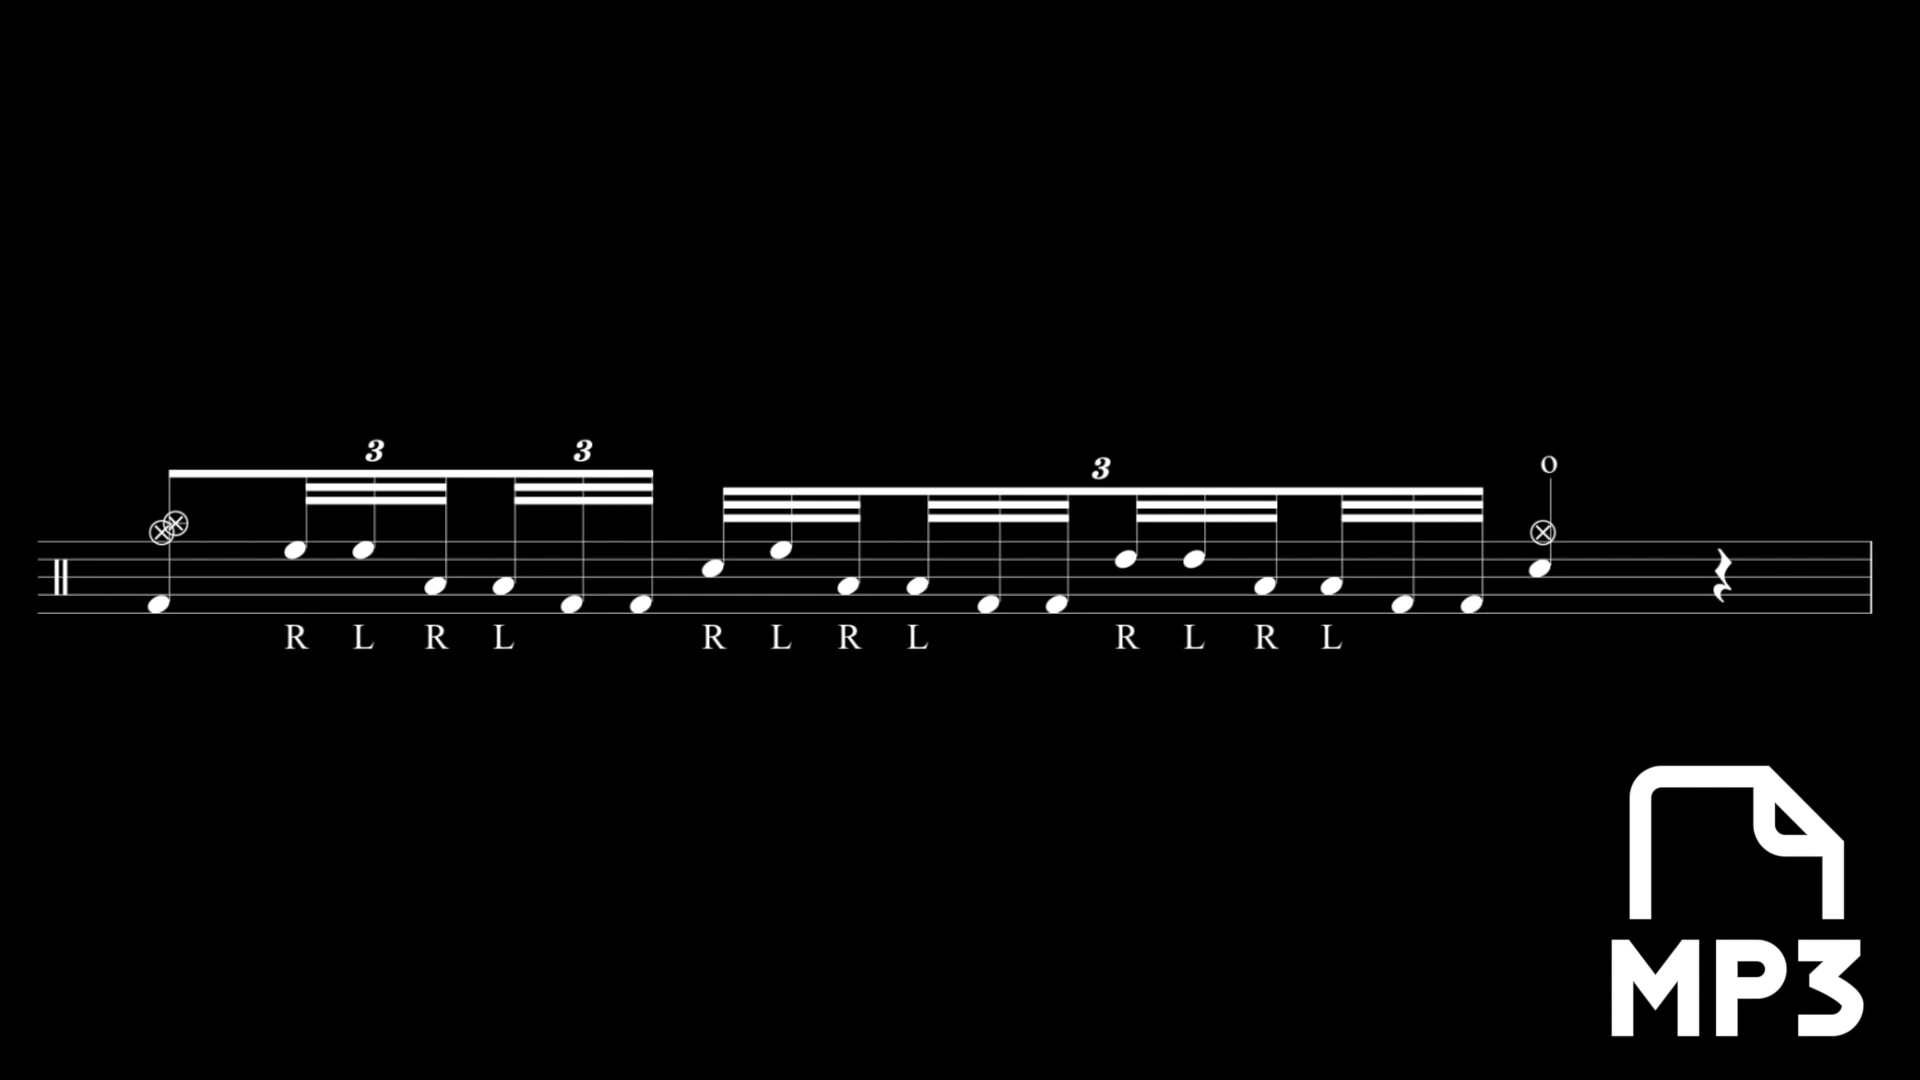 3 3
3
o
R L R L R L R L R L R L
MP3